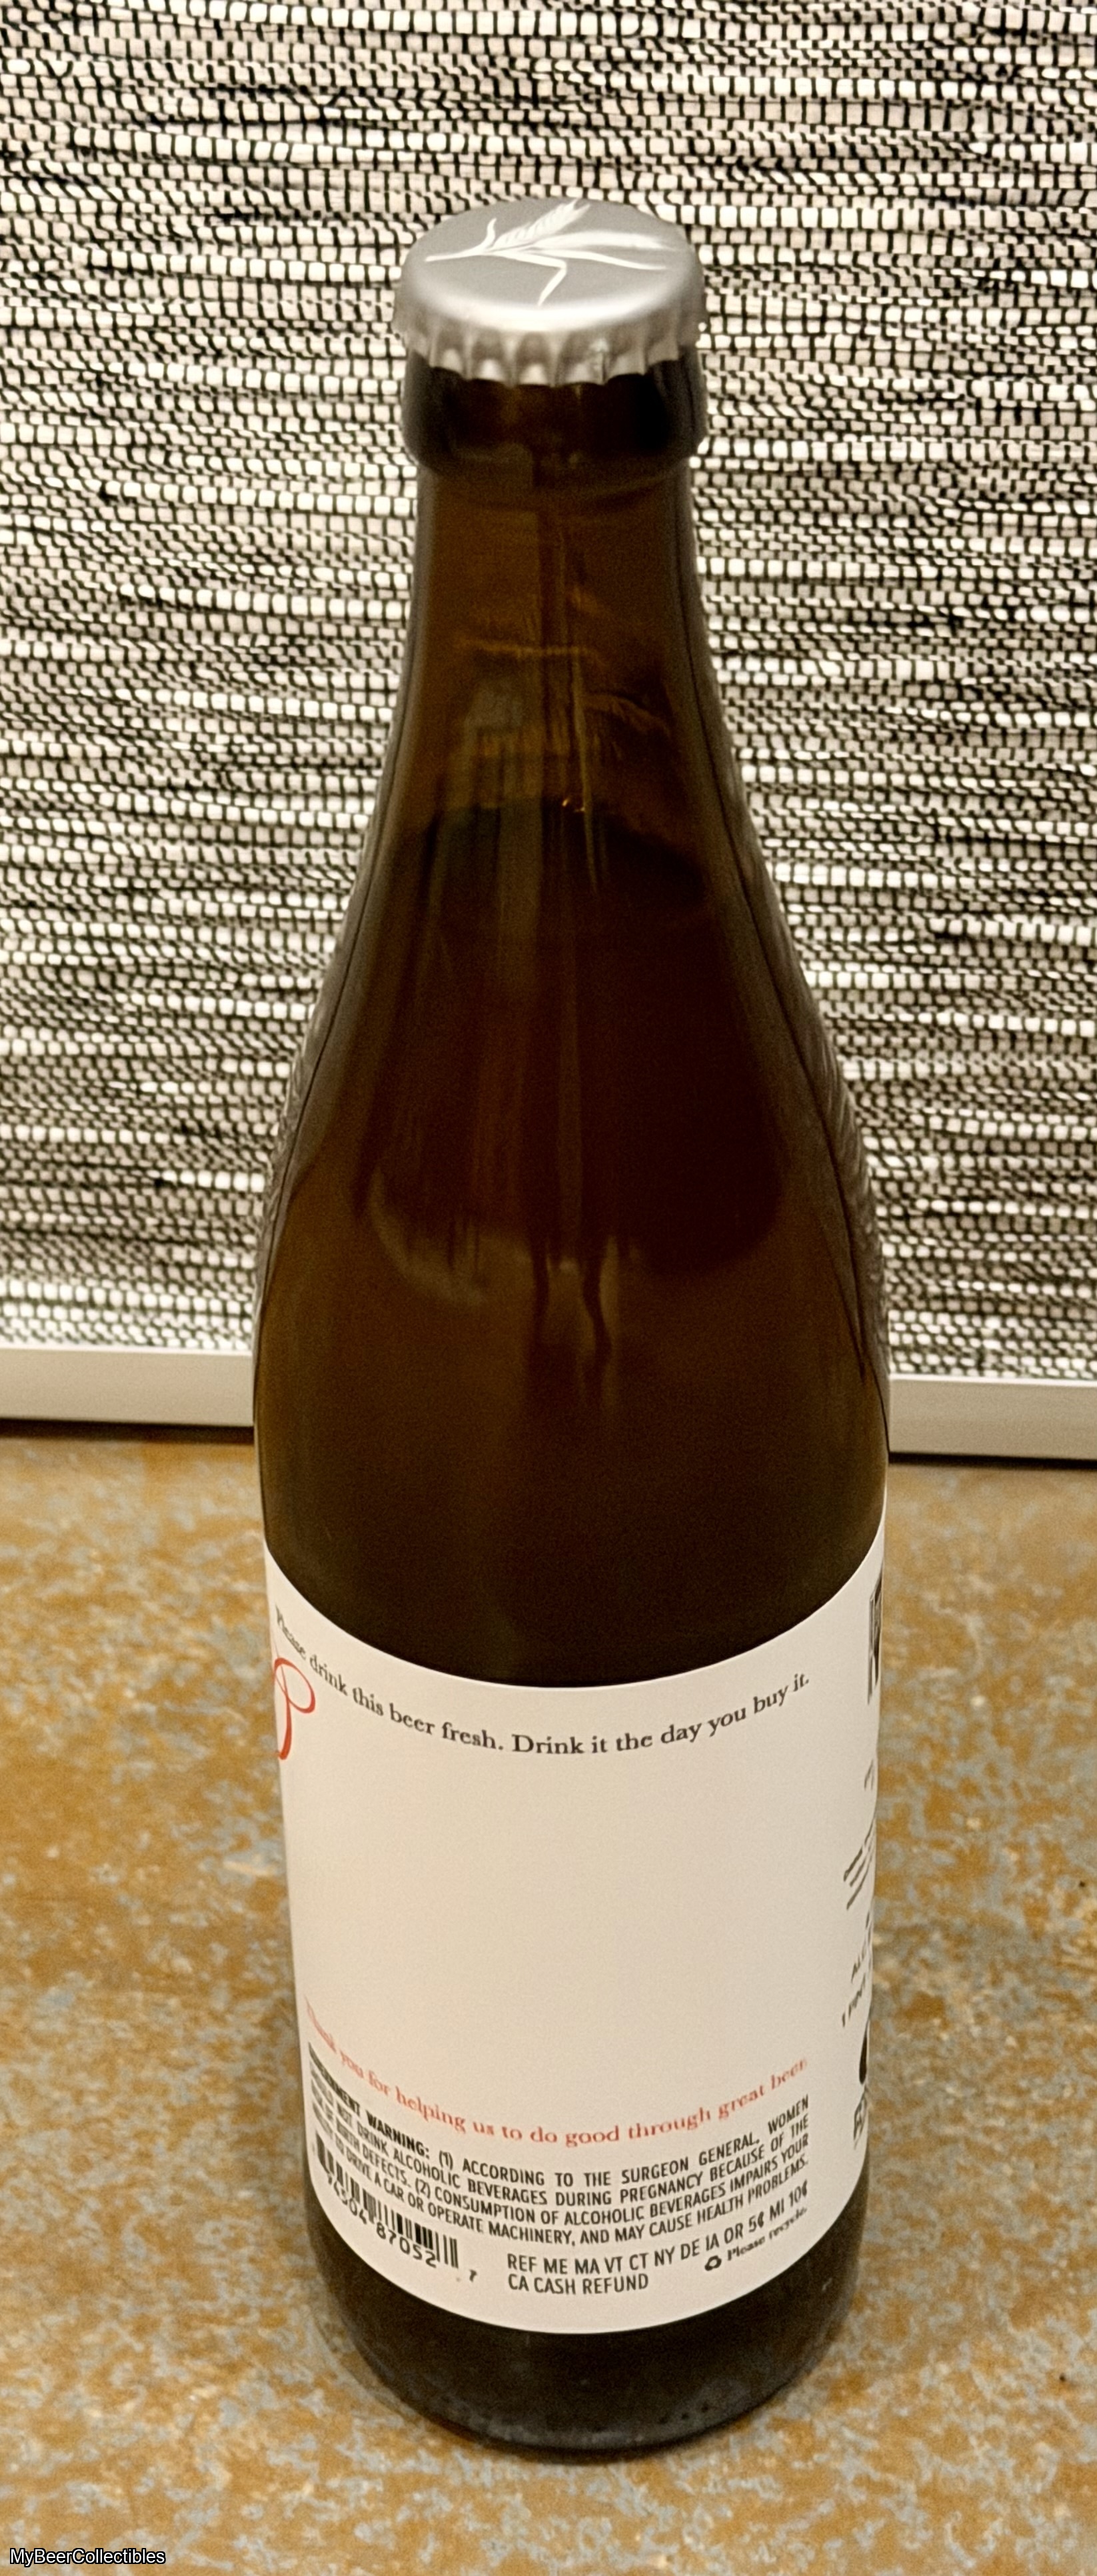 Please drink this beer fresh. Drink it the day you buy it.
P
Thank you for helping us to do good through great beer.
GOVERNMENT WARNING: (1) ACCORDING TO THE SURGEON GENERAL, WOMEN
SHOULD NOT DRINK ALCOHOLIC BEVERAGES DURING PREGNANCY BECAUSE OF THE
RISK OF BIRTH DEFECTS. (2) CONSUMPTION OF ALCOHOLIC BEVERAGES IMPAIRS YOUR
ABILITY TO DRIVE A CAR OR OPERATE MACHINERY, AND MAY CAUSE HEALTH PROBLEMS.
87052 7
REF ME MA VT CT NY DE IA OR 5¢ MI 10¢
CA CASH REFUND
Please recycle.
MyBeerCollectibles